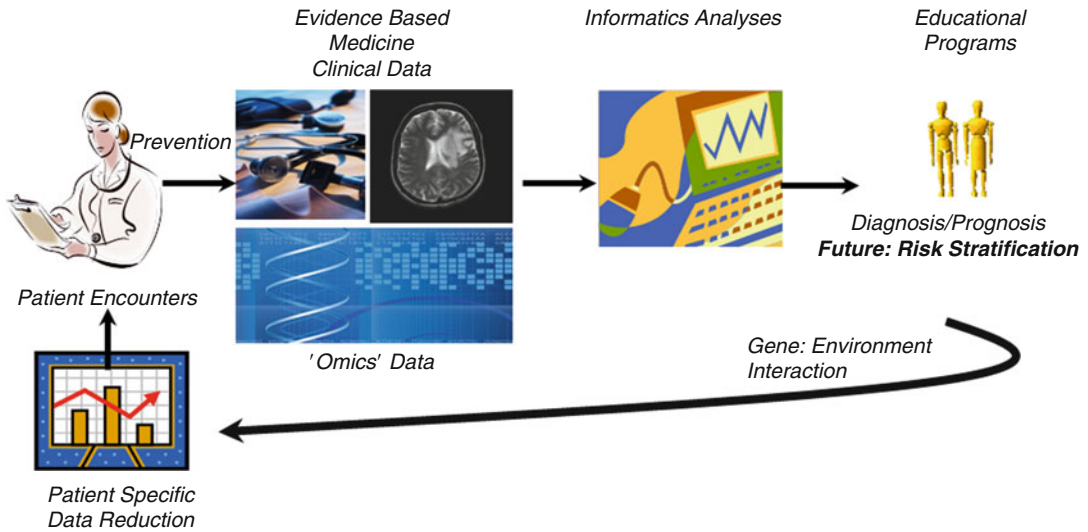 Evidence Based
Medicine
Clinical Data
Informatics Analyses
Educational
Programs
Prevention
Diagnosis/Prognosis
Future: Risk Stratification
Patient Encounters
'Omics' Data
Gene: Environment
Interaction
Patient Specific
Data Reduction